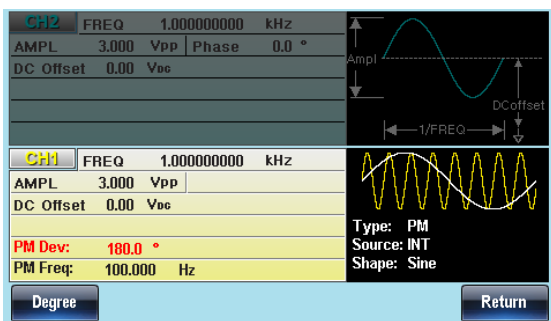 CH2 FREQ 1.000000000 kHz
AMPL 3.000 Vpp Phase 0.0 °
DC Offset 0.00 VDC
Ampl
DCoffset
1/FREQ
CH1 FREQ 1.000000000 kHz
AMPL 3.000 Vpp
DC Offset 0.00 VDC
PM Dev: 180.0 °
PM Freq: 100.000 Hz
Type: PM
Source: INT
Shape: Sine
Degree Return